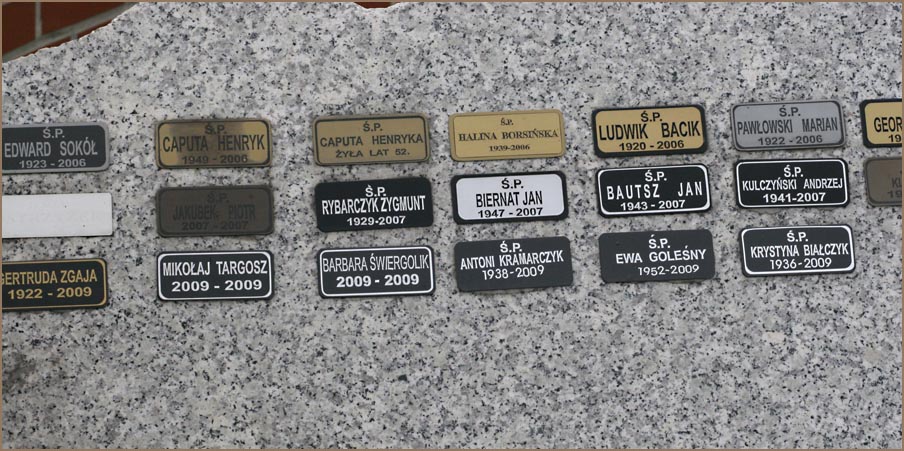 Ś.P.
EDWARD SOKÓŁ
1923 - 2006
Ś.P.
CAPUTA HENRYK
1949 - 2006
Ś.P.
CAPUTA HENRYKA
ŻYŁA LAT 52.
Ś.P.
HALINA BORSIŃSKA
1939-2006
Ś.P.
LUDWIK BACIK
1920 - 2006
Ś.P.
PAWŁOWSKI MARIAN
1922 - 2006
Ś.P.
JAKUBEK PIOTR
2007 - 2007
Ś.P.
RYBARCZYK ZYGMUNT
1929-2007
Ś.P.
BIERNAT JAN
1947 - 2007
Ś.P.
BAUTSZ JAN
1943 - 2007
Ś.P.
KULCZYŃSKI ANDRZEJ
1941-2007
GERTRUDA ZGAJA
1922 - 2009
MIKOŁAJ TARGOSZ
2009 - 2009
BARBARA ŚWIERGOLIK
2009 - 2009
Ś.P.
ANTONI KRAMARCZYK
1938-2009
Ś.P.
EWA GOLEŚNY
1952-2009
Ś.P.
KRYSTYNA BIAŁCZYK
1936-2009